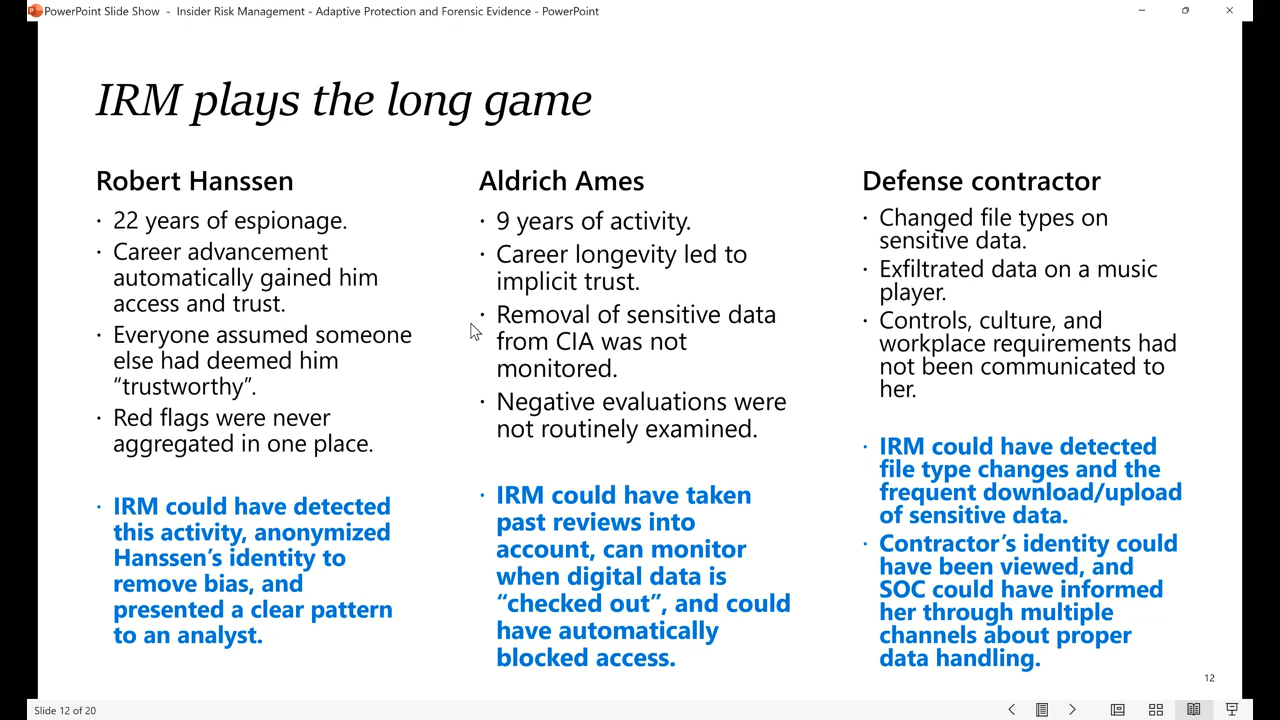 PowerPoint Slide Show - Insider Risk Management - Adaptive Protection and Forensic Evidence - PowerPoint
IRM plays the long game
Robert Hanssen
· 22 years of espionage.
· Career advancement
automatically gained him
access and trust.
· Everyone assumed someone
else had deemed him
“trustworthy”.
· Red flags were never
aggregated in one place.
· IRM could have detected
this activity, anonymized
Hanssen’s identity to
remove bias, and
presented a clear pattern
to an analyst.
Aldrich Ames
· 9 years of activity.
· Career longevity led to
implicit trust.
· Removal of sensitive data
from CIA was not
monitored.
· Negative evaluations were
not routinely examined.
· IRM could have taken
past reviews into
account, can monitor
when digital data is
“checked out”, and could
have automatically
blocked access.
Defense contractor
· Changed file types on
sensitive data.
· Exfiltrated data on a music
player.
· Controls, culture, and
workplace requirements had
not been communicated to
her.
· IRM could have detected
file type changes and the
frequent download/upload
of sensitive data.
· Contractor’s identity could
have been viewed, and
SOC could have informed
her through multiple
channels about proper
data handling.
12
Slide 12 of 20